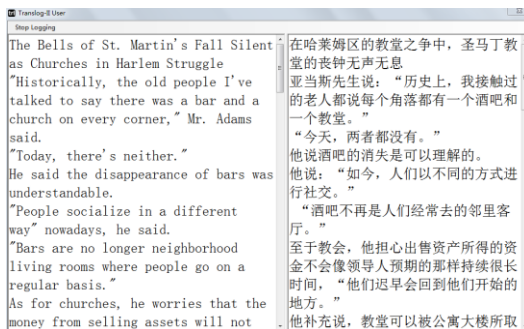 Translog-II User
Stop Logging
The Bells of St. Martin's Fall Silent
as Churches in Harlem Struggle
"Historically, the old people I've
talked to say there was a bar and a
church on every corner," Mr. Adams
said.
"Today, there's neither."
He said the disappearance of bars was
understandable.
"People socialize in a different
way" nowadays, he said.
"Bars are no longer neighborhood
living rooms where people go on a
regular basis."
As for churches, he worries that the
money from selling assets will not
在哈莱姆区的教堂之争中，圣马丁教
堂的丧钟无声无息
亚当斯先生说：“历史上，我接触过
的老人都说每个角落都有一个酒吧和
一个教堂。”
“今天，两者都没有。”
他说酒吧的消失是可以理解的。
他说：“如今，人们以不同的方式进
行社交。”
“酒吧不再是人们经常去的邻里客
厅。”
至于教会，他担心出售资产所得的资
金不会像领导人预期的那样持续很长
时间，“他们迟早会回到他们开始的
地方。”
他补充说，教堂可以被公寓大楼所取